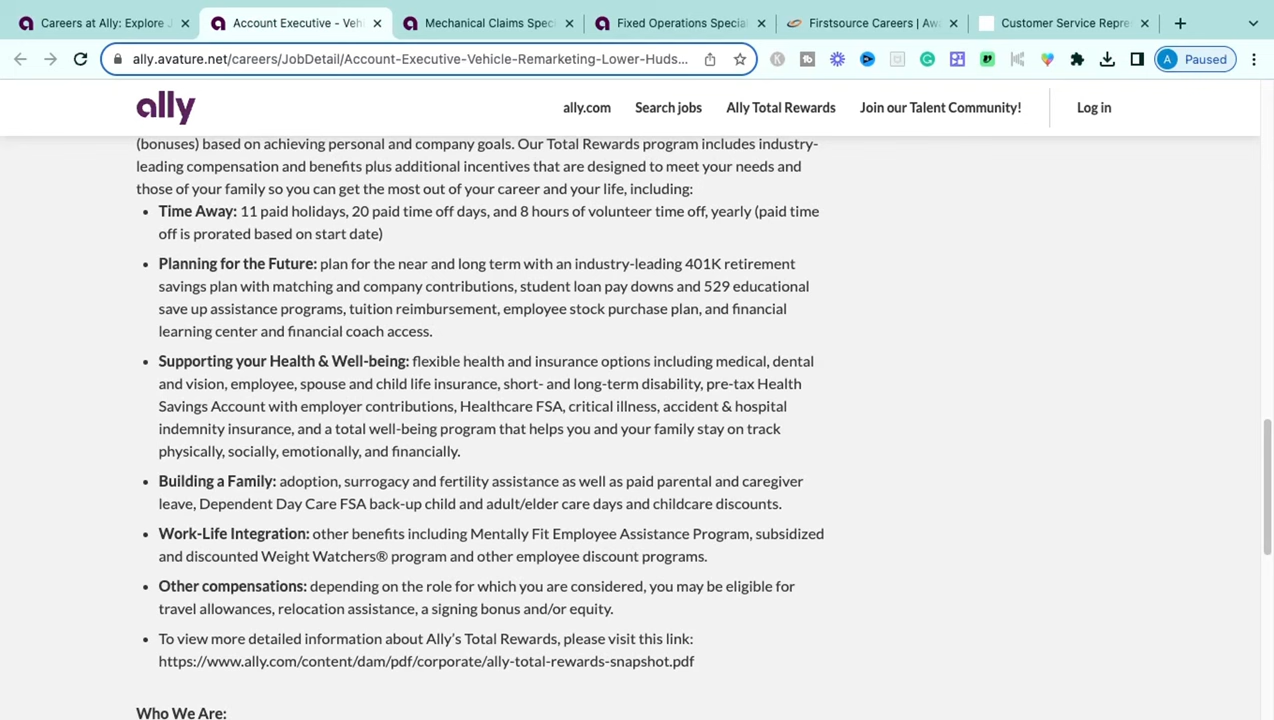 Careers at Ally: Explore J
Account Executive – Veh
Mechanical Claims Spec
Fixed Operations Special
Firstsource Careers | Aw
Customer Service Repre
ally.avature.net/careers/JobDetail/Account-Executive-Vehicle-Remarketing-Lower-Huds...
A Paused
ally
ally.com
Search jobs
Ally Total Rewards
Join our Talent Community!
Log in
(bonuses) based on achieving personal and company goals. Our Total Rewards program includes industry-
leading compensation and benefits plus additional incentives that are designed to meet your needs and
those of your family so you can get the most out of your career and your life, including:
• Time Away: 11 paid holidays, 20 paid time off days, and 8 hours of volunteer time off, yearly (paid time
off is prorated based on start date)
• Planning for the Future: plan for the near and long term with an industry-leading 401K retirement
savings plan with matching and company contributions, student loan pay downs and 529 educational
save up assistance programs, tuition reimbursement, employee stock purchase plan, and financial
learning center and financial coach access.
• Supporting your Health & Well-being: flexible health and insurance options including medical, dental
and vision, employee, spouse and child life insurance, short- and long-term disability, pre-tax Health
Savings Account with employer contributions, Healthcare FSA, critical illness, accident & hospital
indemnity insurance, and a total well-being program that helps you and your family stay on track
physically, socially, emotionally, and financially.
• Building a Family: adoption, surrogacy and fertility assistance as well as paid parental and caregiver
leave, Dependent Day Care FSA back-up child and adult/elder care days and childcare discounts.
• Work-Life Integration: other benefits including Mentally Fit Employee Assistance Program, subsidized
and discounted Weight Watchers® program and other employee discount programs.
• Other compensations: depending on the role for which you are considered, you may be eligible for
travel allowances, relocation assistance, a signing bonus and/or equity.
• To view more detailed information about Ally's Total Rewards, please visit this link:
https://www.ally.com/content/dam/pdf/corporate/ally-total-rewards-snapshot.pdf
Who We Are: